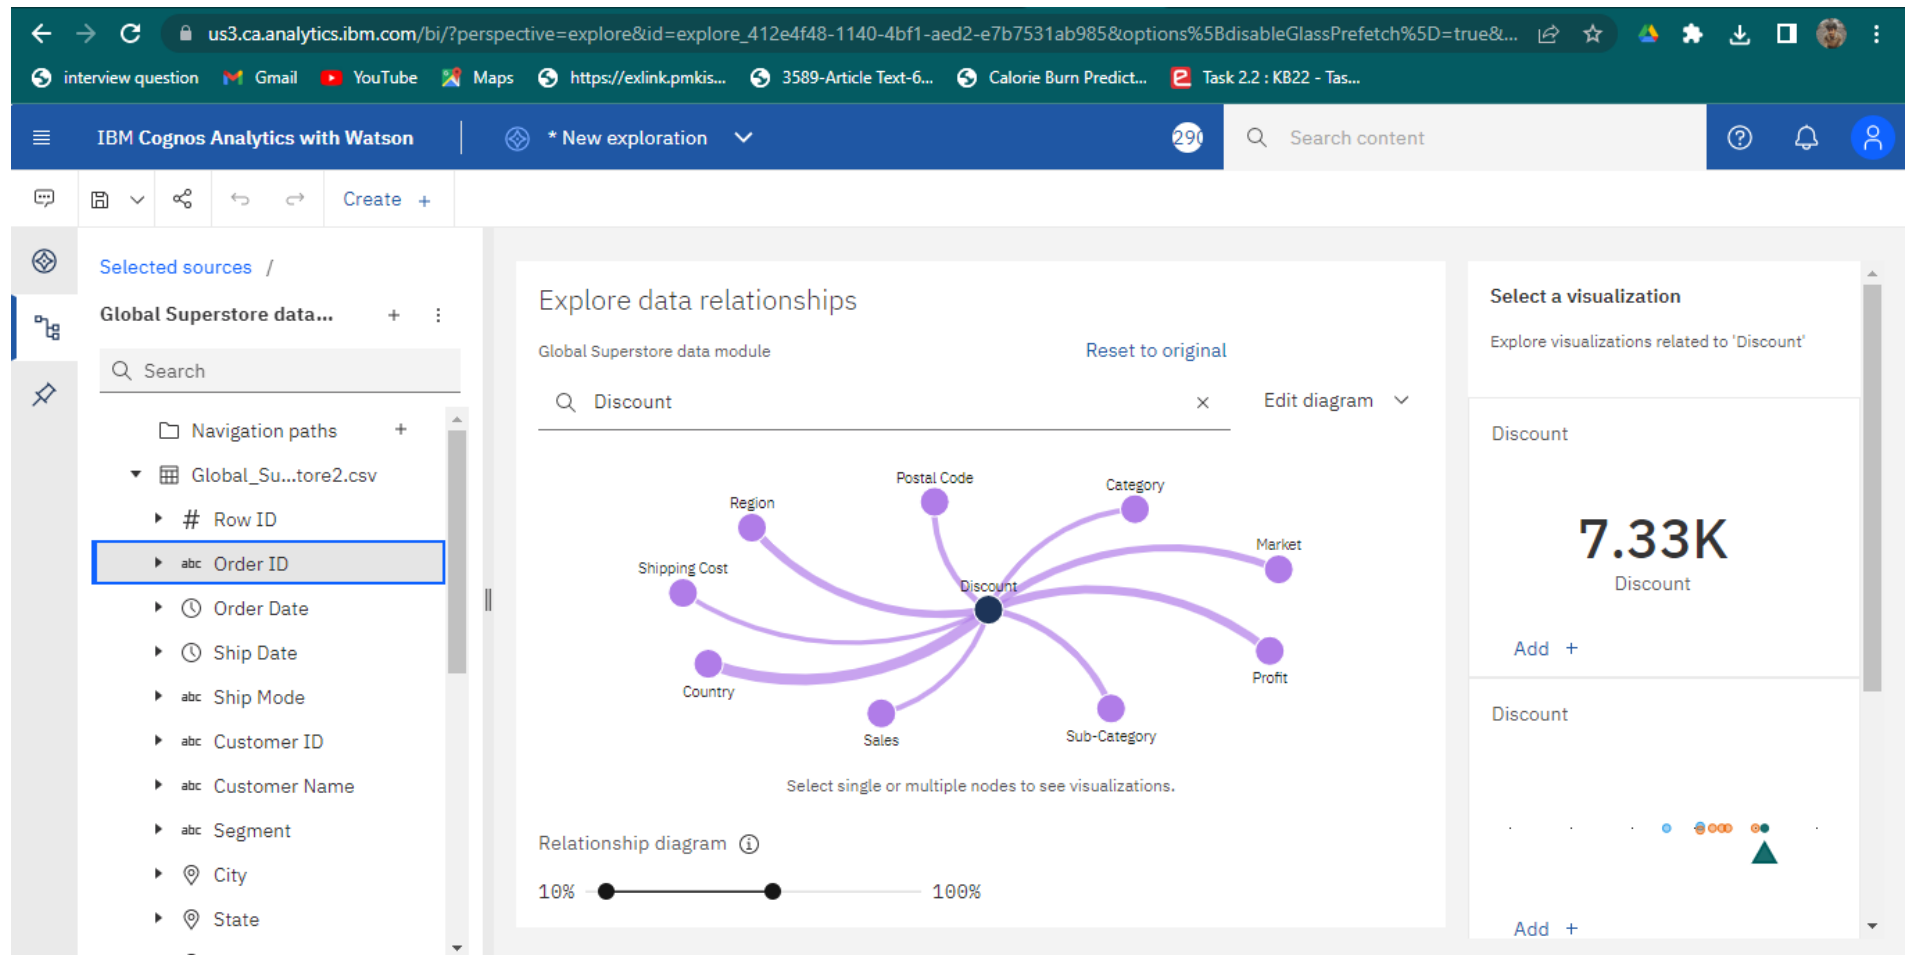 us3.ca.analytics.ibm.com/bi/?perspective=explore&id=explore_412e4f48-1140-4bf1-aed2-e7b7531ab985&options%5BdisableGlassPrefetch%5D=true&...
interview question Gmail YouTube Maps https://exlink.pmkis... 3589-Article Text-6... Calorie Burn Predict... Task 2.2 : KB22 - Tas...
IBM Cognos Analytics with Watson * New exploration 290 Search content
Create +
Selected sources /
Global Superstore data...
Search
Navigation paths
Global_Su...tore2.csv
# Row ID
abc Order ID
Order Date
Ship Date
abc Ship Mode
abc Customer ID
abc Customer Name
abc Segment
City
State
Explore data relationships
Global Superstore data module Reset to original
Discount Edit diagram
Postal Code
Category
Region
Market
Shipping Cost
Discount
Profit
Country
Sub-Category
Sales
Select single or multiple nodes to see visualizations.
Relationship diagram
10% 100%
Select a visualization
Explore visualizations related to 'Discount'
Discount
7.33K
Discount
Add +
Discount
Add +